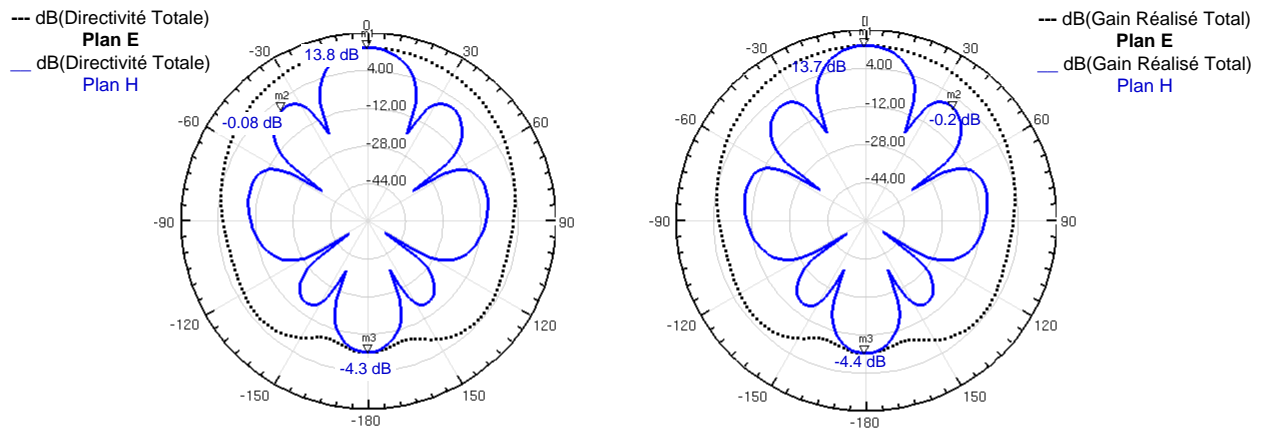 --- dB(Directivité Totale)
Plan E
__ dB(Directivité Totale)
Plan H
0
m1
-30
30
13.8 dB
4.00
m2
-0.08 dB
-12.00
-60
60
-28.00
-44.00
-90
90
-120
120
m3
-4.3 dB
-150
150
-180
--- dB(Gain Réalisé Total)
Plan E
__ dB(Gain Réalisé Total)
Plan H
m1
-30
30
13.7 dB
4.00
m2
-12.00
-0.2 dB
-60
60
-28.00
-44.00
-90
90
-120
120
m3
-4.4 dB
-150
150
-180